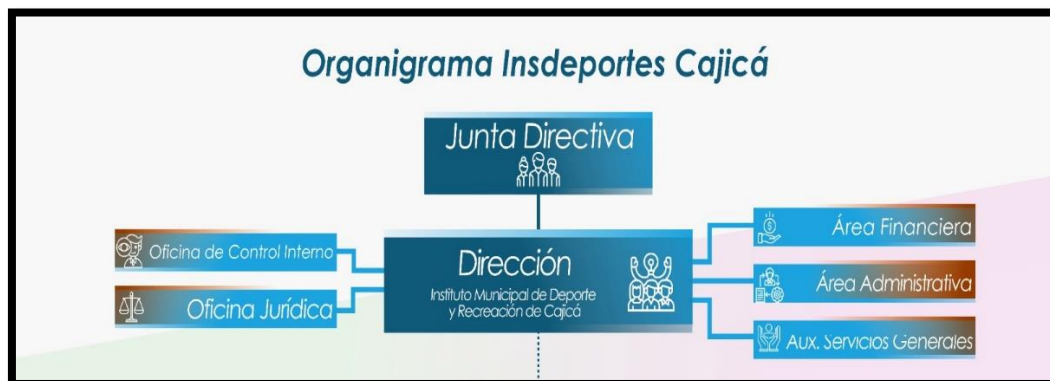 Organigrama Insdeportes Cajicá
Junta Directiva
Oficina de Control Interno
Oficina Jurídica
Dirección
Instituto Municipal de Deporte
y Recreación de Cajicá
Área Financiera
Área Administrativa
Aux. Servicios Generales